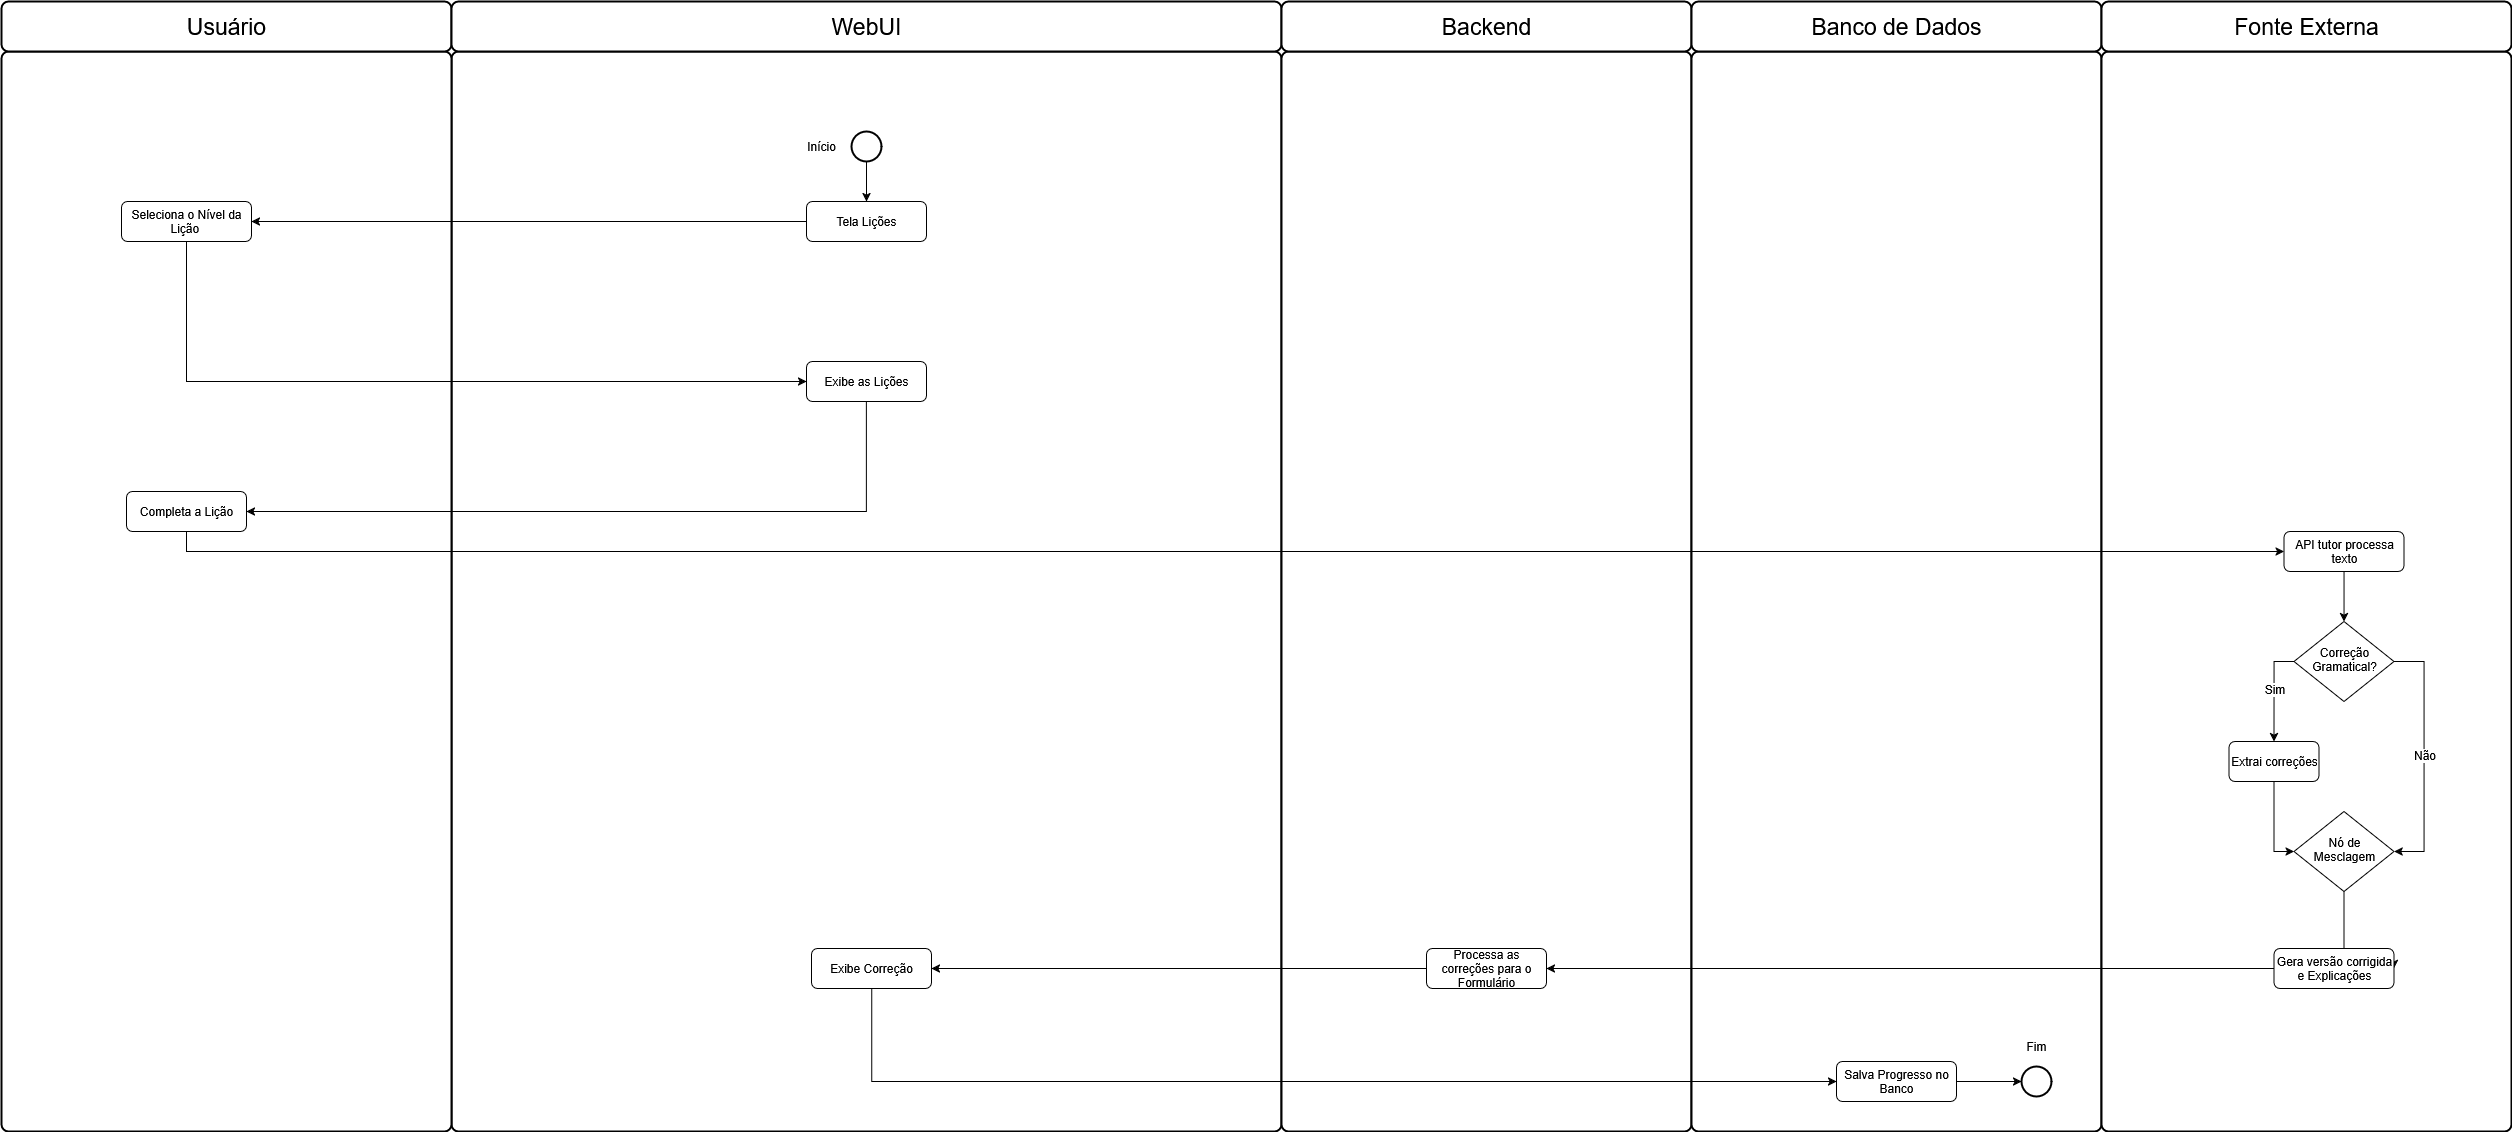 Usuário
WebUI
Backend
Banco de Dados
Fonte Externa
Início
Seleciona o Nível da
Lição
Tela Lições
Exibe as Lições
Completa a Lição
API tutor processa
texto
Correção
Gramatical?
Sim
Não
Extrai correções
Nó de
Mesclagem
Exibe Correção
Processa as
correções para o
Formulário
Gera versão corrigida
e Explicações
Fim
Salva Progresso no
Banco